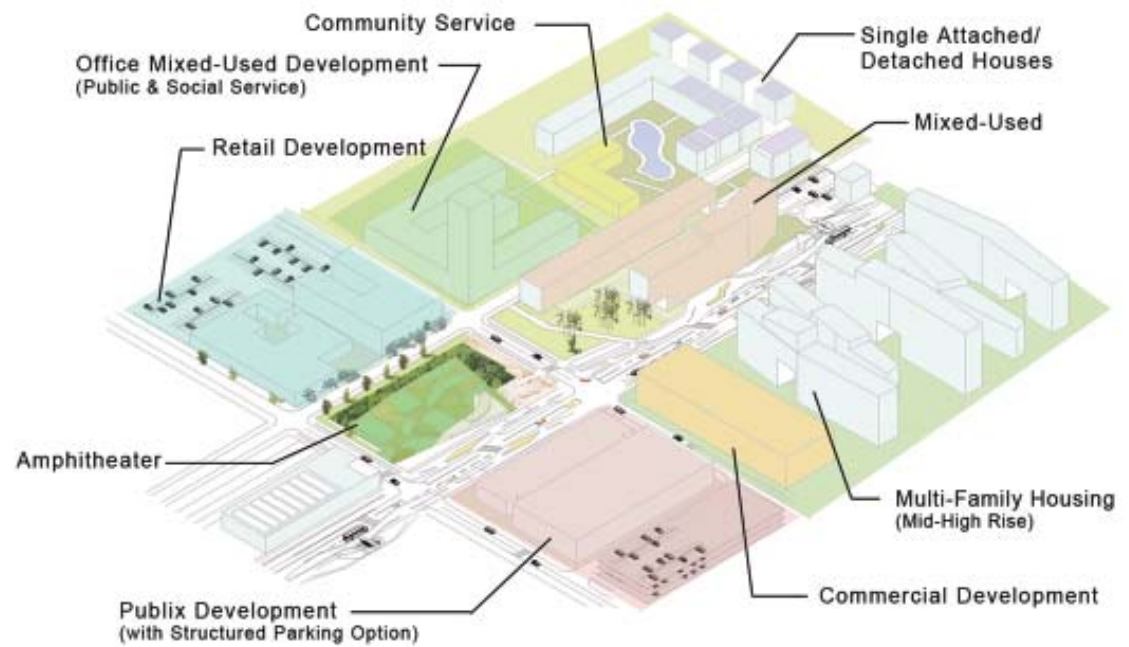 Community Service
Office Mixed-Used Development
(Public & Social Service)
Single Attached/
Detached Houses
Retail Development
Mixed-Used
Amphitheater
Multi-Family Housing
(Mid-High Rise)
Commercial Development
Publix Development
(with Structured Parking Option)